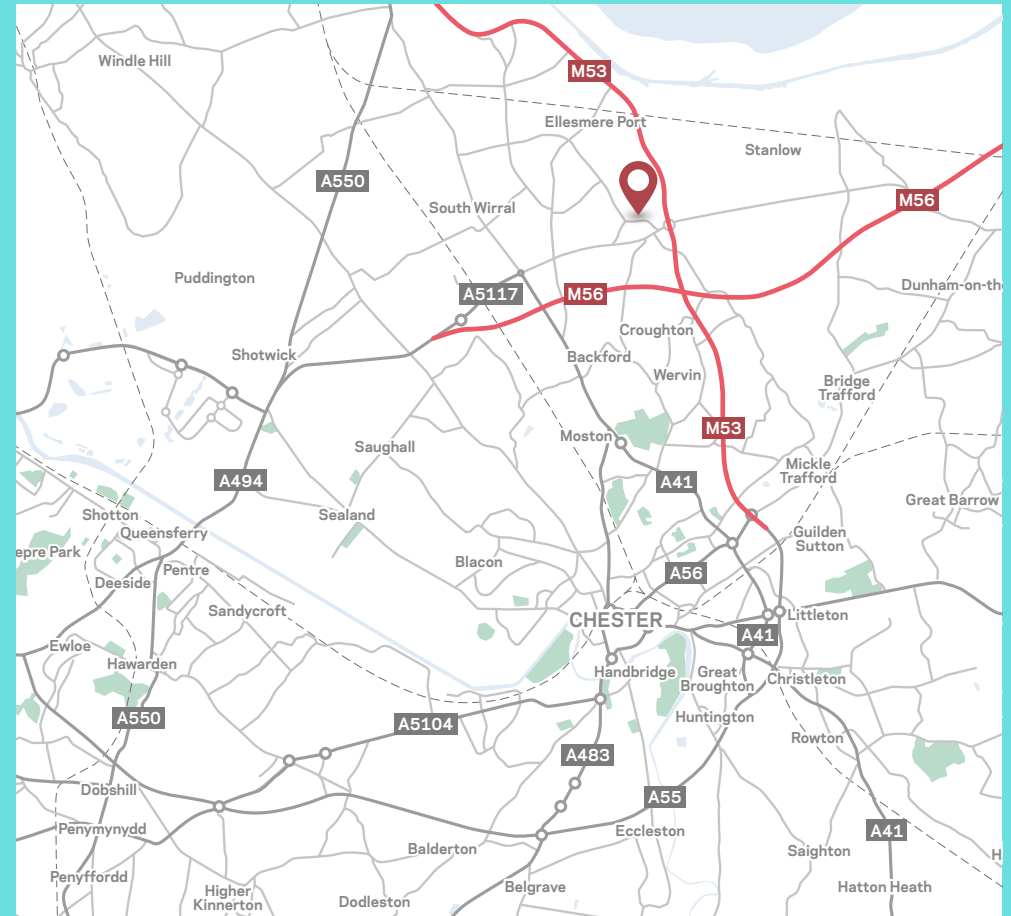 Windle Hill
M53
Ellesmere Port
Stanlow
A550
M56
South Wirral
Puddington
A5117
M56
Dunham-on-the
Croughton
Shotwick
Backford
Wervin
Bridge
Trafford
M53
Moston
Saughall
Mickle
Trafford
A494
A41
Great Barrow
Shotton
Sealand
Queensferry
Guilden
Sutton
epre Park
Blacon
Pentre
A56
Deeside
Sandycroft
CHESTER
Littleton
A41
Ewloe
Hawarden
Handbridge
Great
Broughton
Christleton
A550
A5104
Huntington
Rowton
A483
Dobshill
A55
Penymynydd
Eccleston
A41
Balderton
Saighton
H
Penyffordd
Higher
Kinnerton
Belgrave
Hatton Heath
Dodleston